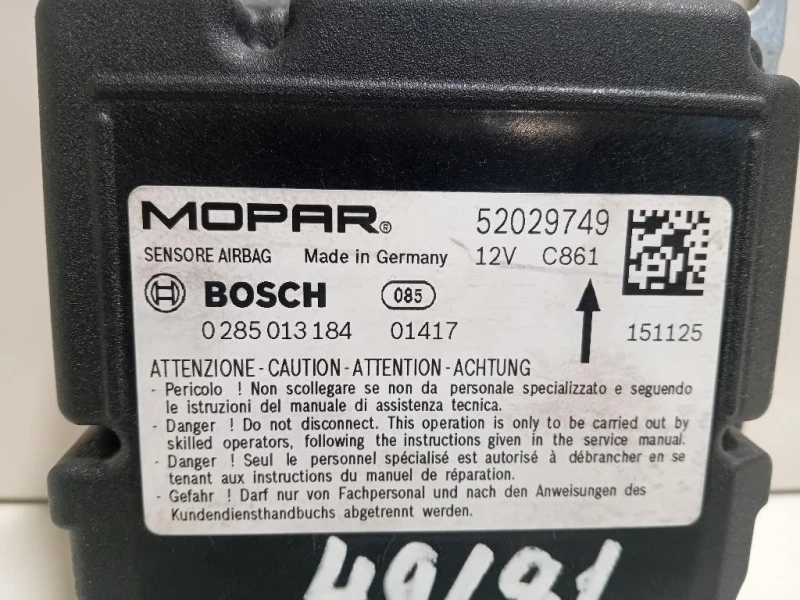 MOPAR® 52029749
SENSORE AIRBAG Made in Germany 12V C861
BOSCH 085
0 285 013 184 01417 151125
ATTENZIONE - CAUTION - ATTENTION - ACHTUNG
- Pericolo ! Non scollegare se non da personale specializzato e seguendo
le istruzioni del manuale di assistenza tecnica.
- Danger ! Do not disconnect. This operation is only to be carried out by
skilled operators, following the instructions given in the service manual.
- Danger ! Seul le personnel spécialisé est autorisé à débrancher en se
tenant aux instructions du manuel de réparation.
- Gefahr ! Darf nur von Fachpersonal und nach den Anweisungen des
Kundendiensthandbuchs abgetrennt werden.